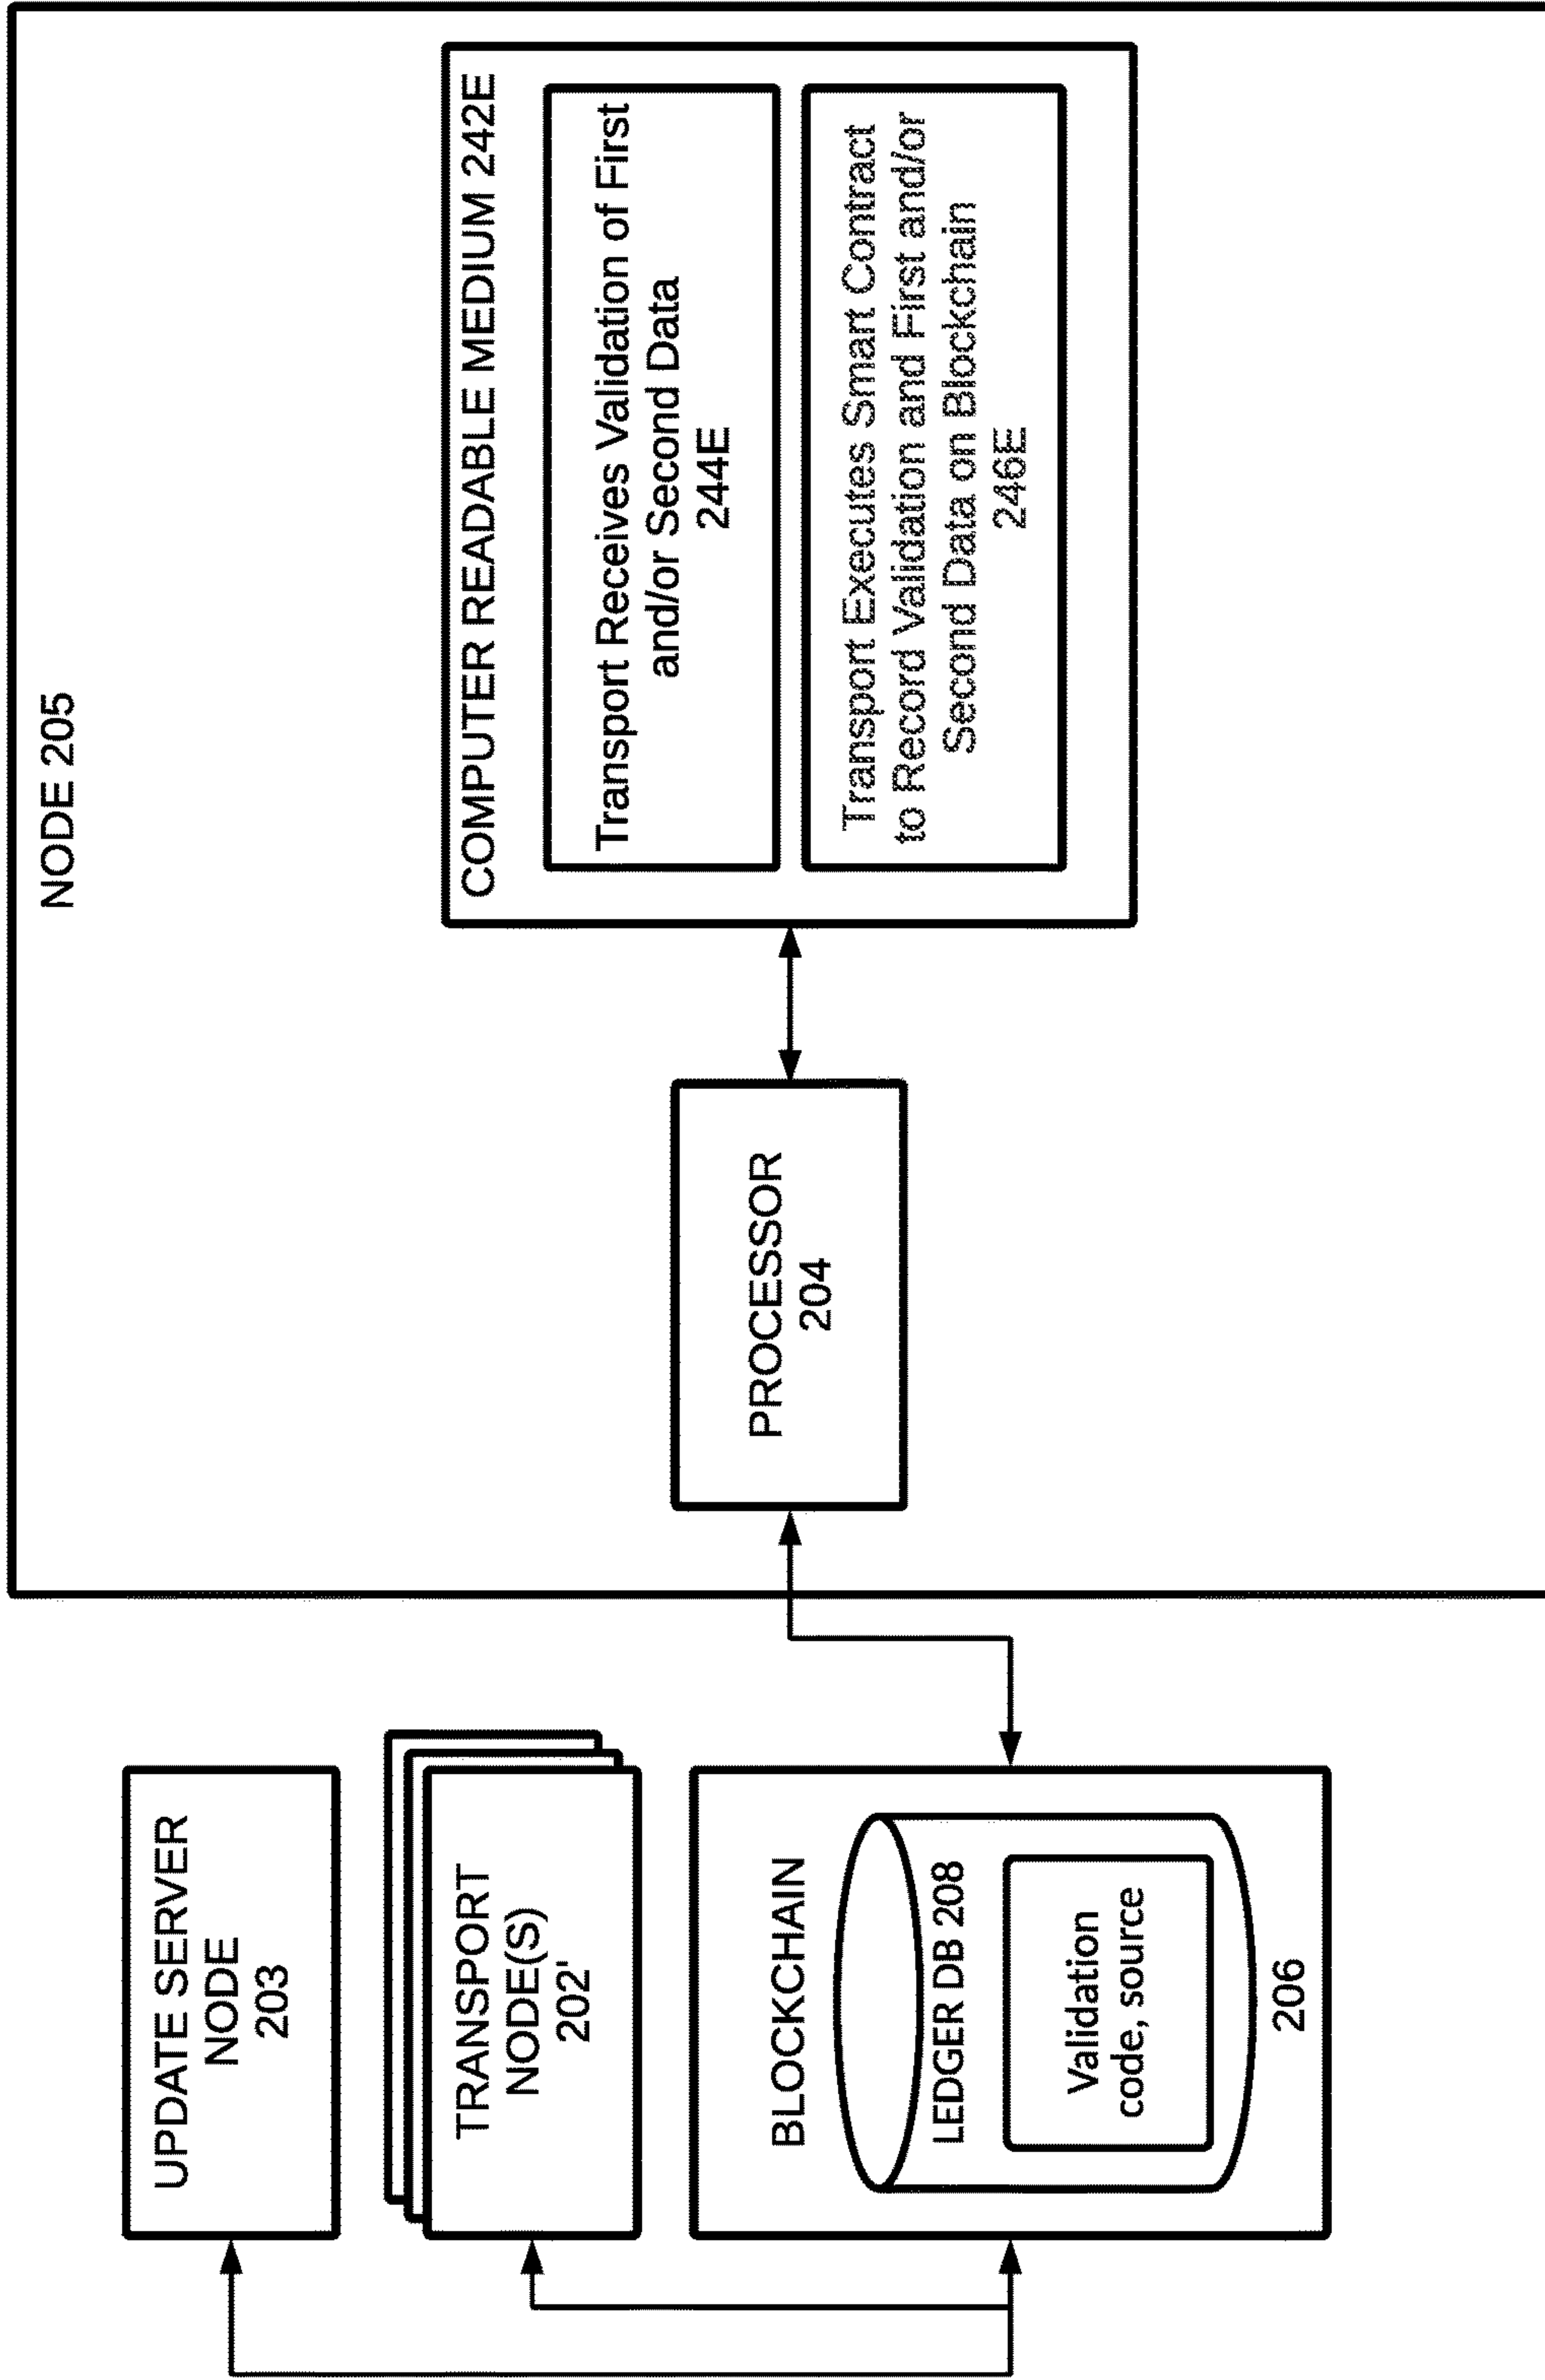 NODE 205
UPDATE SERVER
NODE
203
TRANSPORT
NODE(S)
202'
BLOCKCHAIN
LEDGER DB 208
Validation
code, source
206
PROCESSOR
204
COMPUTER READABLE MEDIUM 242E
Transport Receives Validation of First
and/or Second Data
244E
Transport Executes Smart Contract
to Record Validation and First and/or
Second Data on Blockchain
246E